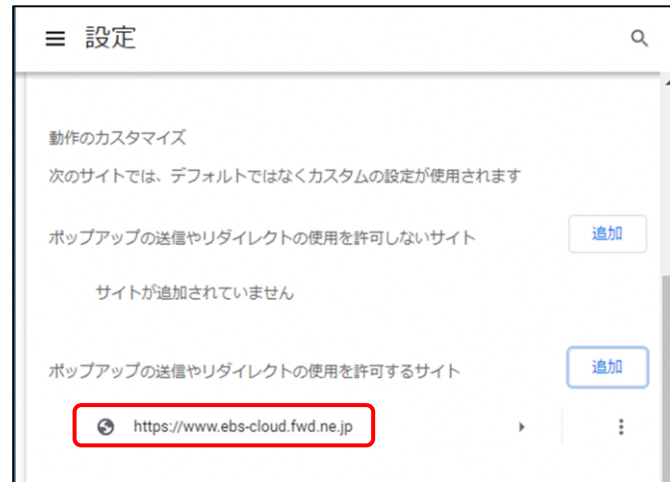 設定
動作のカスタマイズ
次のサイトでは、デフォルトではなくカスタムの設定が使用されます
ポップアップの送信やリダイレクトの使用を許可しないサイト
追加
サイトが追加されていません
ポップアップの送信やリダイレクトの使用を許可するサイト
追加
https://www.ebs-cloud.fwd.ne.jp